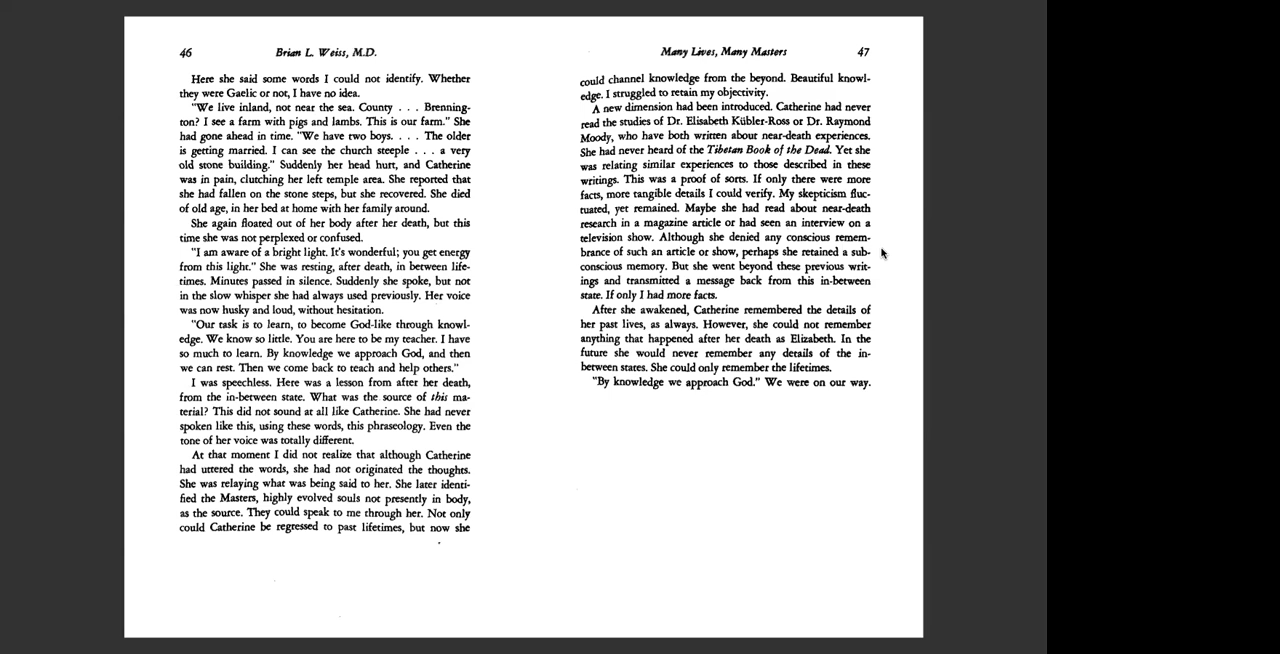 46 Brian L. Weiss, M.D.
Here she said some words I could not identify. Whether
they were Gaelic or not, I have no idea.
"We live inland, not near the sea. County . . . Brenning-
ton? I see a farm with pigs and lambs. This is our farm." She
had gone ahead in time. "We have two boys. . . . The older
is getting married. I can see the church steeple . . . a very
old stone building." Suddenly her head hurt, and Catherine
was in pain, clutching her left temple area. She reported that
she had fallen on the stone steps, but she recovered. She died
of old age, in her bed at home with her family around.
She again floated out of her body after her death, but this
time she was not perplexed or confused.
"I am aware of a bright light. It's wonderful; you get energy
from this light." She was resting, after death, in between life-
times. Minutes passed in silence. Suddenly she spoke, but not
in the slow whisper she had always used previously. Her voice
was now husky and loud, without hesitation.
"Our task is to learn, to become God-like through knowl-
edge. We know so little. You are here to be my teacher. I have
so much to learn. By knowledge we approach God, and then
we can rest. Then we come back to teach and help others."
I was speechless. Here was a lesson from after her death,
from the in-between state. What was the source of this ma-
terial? This did not sound at all like Catherine. She had never
spoken like this, using these words, this phraseology. Even the
tone of her voice was totally different.
At that moment I did not realize that although Catherine
had uttered the words, she had not originated the thoughts.
She was relaying what was being said to her. She later identi-
fied the Masters, highly evolved souls not presently in body,
as the source. They could speak to me through her. Not only
could Catherine be regressed to past lifetimes, but now she
Many Lives, Many Masters 47
could channel knowledge from the beyond. Beautiful knowl-
edge. I struggled to retain my objectivity.
A new dimension had been introduced. Catherine had never
read the studies of Dr. Elisabeth Kübler-Ross or Dr. Raymond
Moody, who have both written about near-death experiences.
She had never heard of the Tibetan Book of the Dead. Yet she
was relating similar experiences to those described in these
writings. This was a proof of sorts. If only there were more
facts, more tangible details I could verify. My skepticism fluc-
tuated, yet remained. Maybe she had read about near-death
research in a magazine article or had seen an interview on a
television show. Although she denied any conscious remem-
brance of such an article or show, perhaps she retained a sub-
conscious memory. But she went beyond these previous writ-
ings and transmitted a message back from this in-between
state. If only I had more facts.
After she awakened, Catherine remembered the details of
her past lives, as always. However, she could not remember
anything that happened after her death as Elizabeth. In the
future she would never remember any details of the in-
between states. She could only remember the lifetimes.
"By knowledge we approach God." We were on our way.